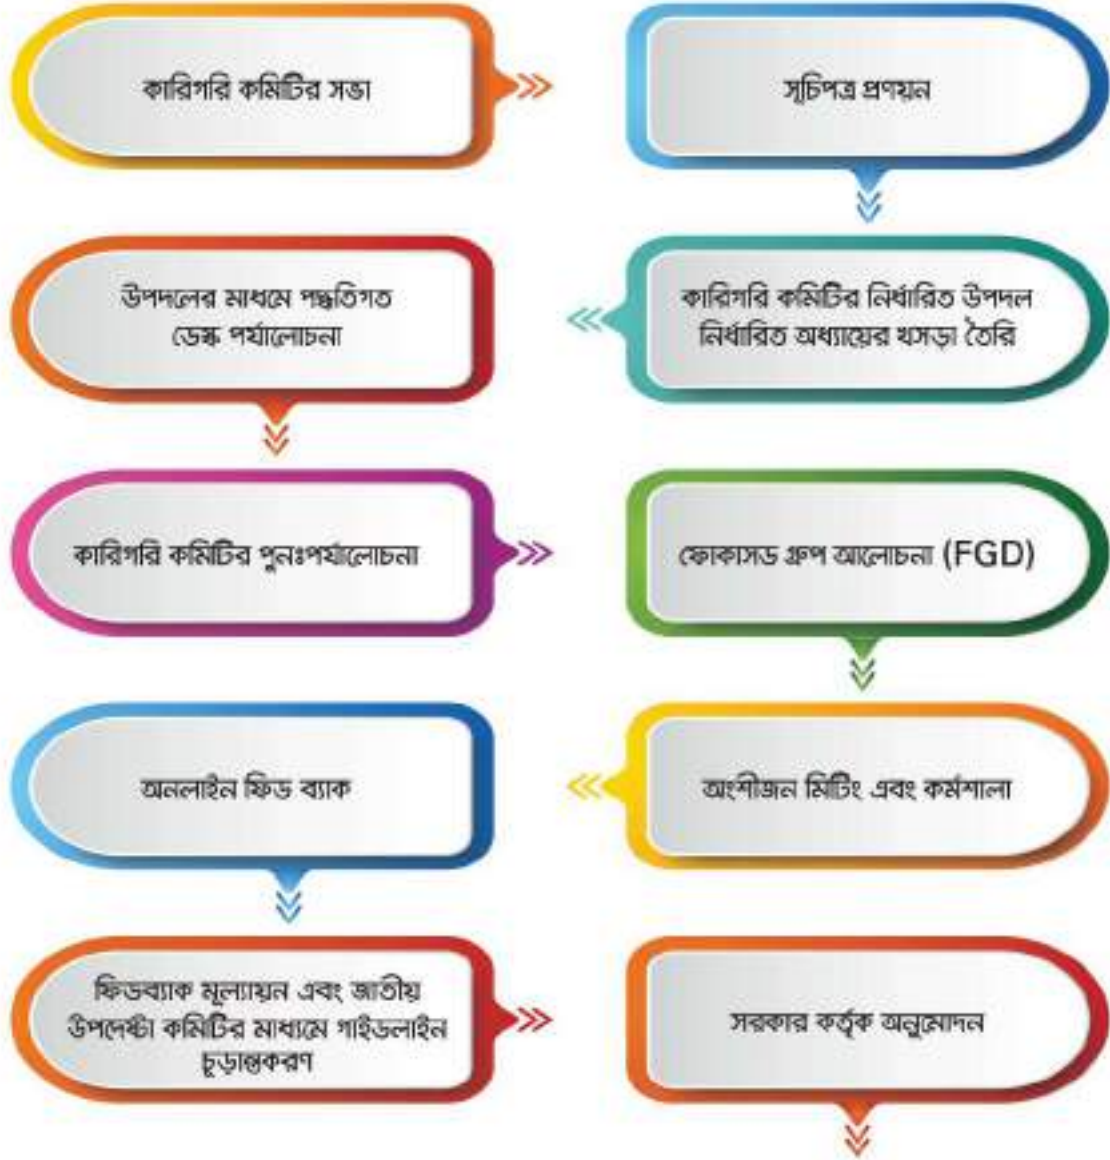 কারিগরি কমিটির সভা
সূচিপত্র প্রণয়ন
কারিগরি কমিটির নির্ধারিত উপদল
নির্ধারিত অধ্যায়ের খসড়া তৈরি
উপদলের মাধমে পদ্ধতিগত
ডেস্ক পর্যালোচনা
কারিগরি কমিটির পুনঃপর্যালোচনা
ফোকাসড গ্রুপ আলোচনা (FGD)
অংশীজন মিটিং এবং কর্মশালা
অনলাইন ফিড ব্যাক
ফিডব্যাক মূল্যায়ন এবং জাতীয়
উপদেষ্টা কমিটির মাধ্যমে গাইডলাইন
চূড়ান্তকরণ
সরকার কর্তৃক অনুমোদন